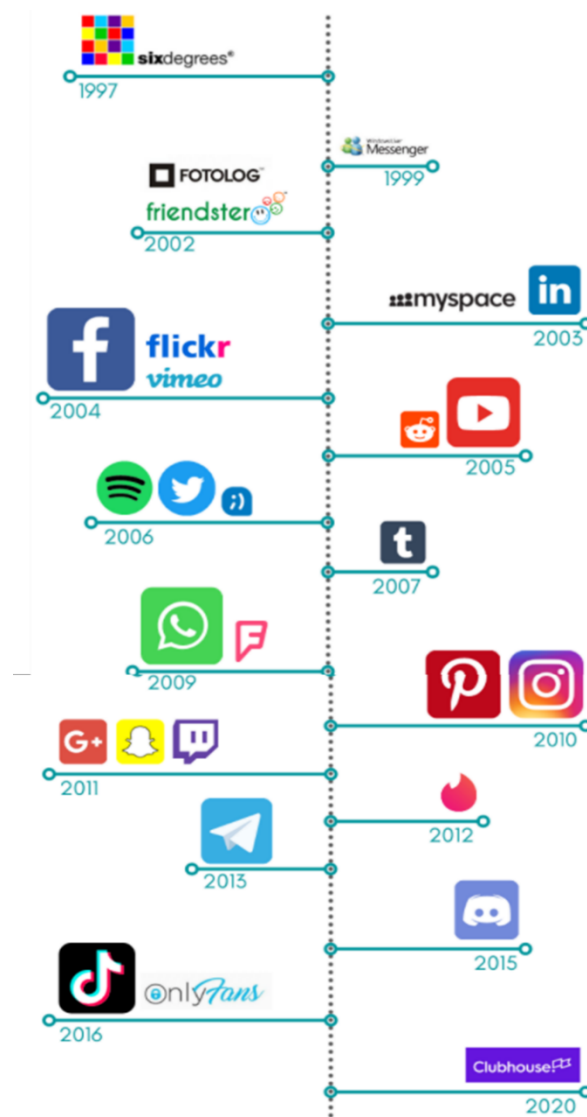 sixdegrees®
1997
Messenger
1999
FOTOLOG
friendster
2002
myspace
in
2003
f
flickr
vimeo
2004
2005
;)
2006
t
2007
2009
2010
G+
2011
2012
2013
2015
OnlyFans
2016
Clubhouse!
2020